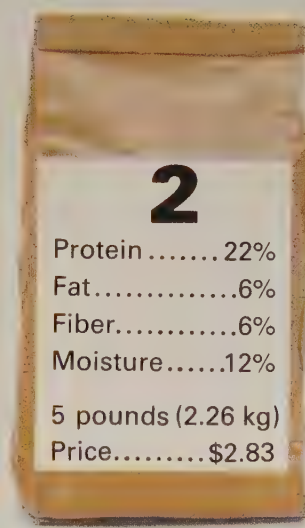 2
Protein.......22%
Fat..............6%
Fiber............6%
Moisture......12%
5 pounds (2.26 kg)
Price.........$2.83